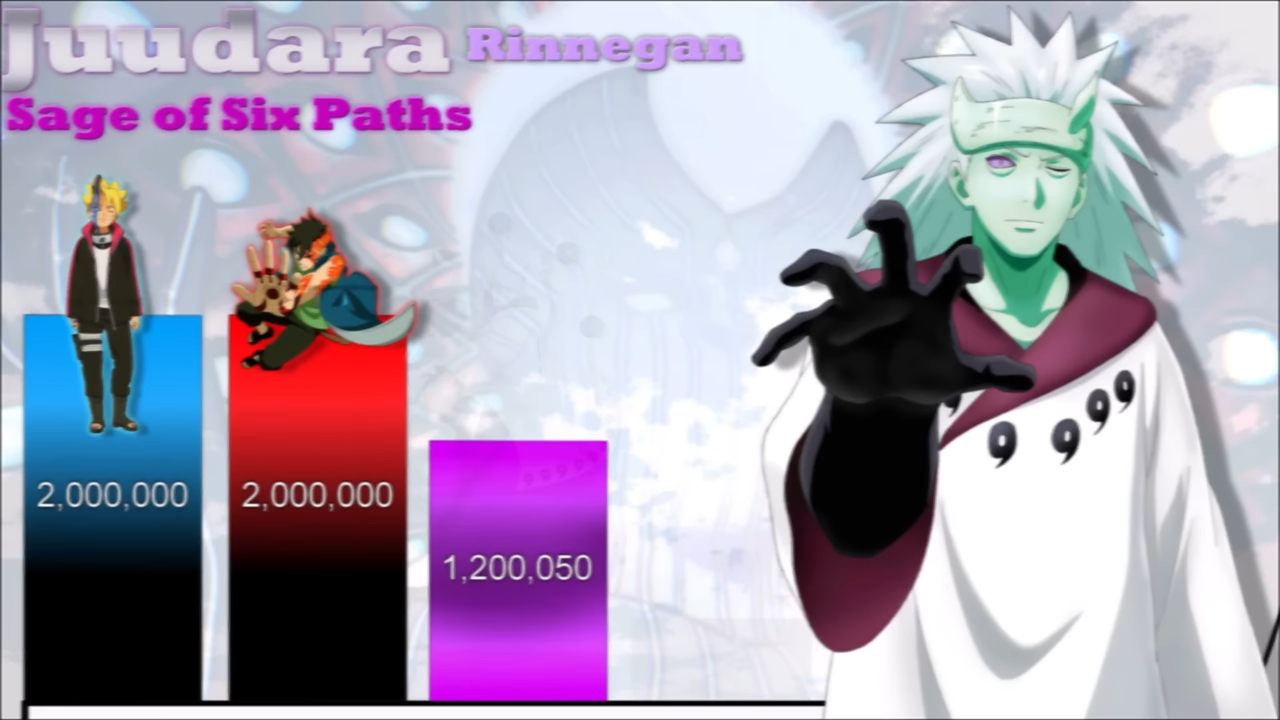 Juudara Rinnegan
Sage of Six Paths
2,000,000 2,000,000
1,200,050